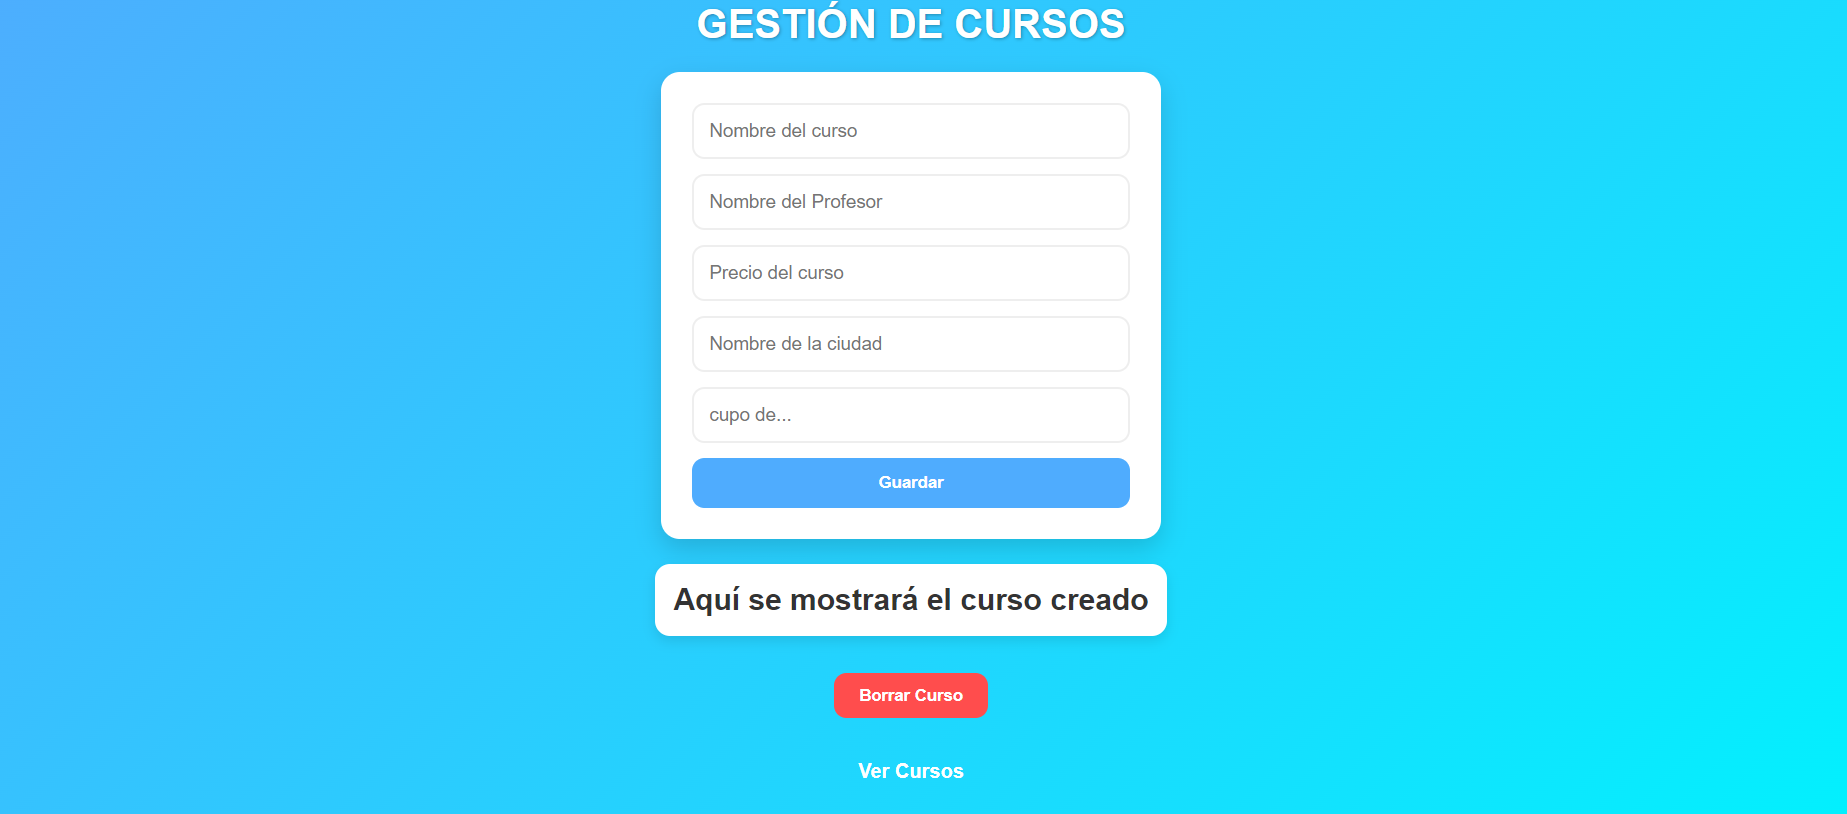 GESTIÓN DE CURSOS
Nombre del curso
Nombre del Profesor
Precio del curso
Nombre de la ciudad
cupo de...
Guardar
Aquí se mostrará el curso creado
Borrar Curso
Ver Cursos